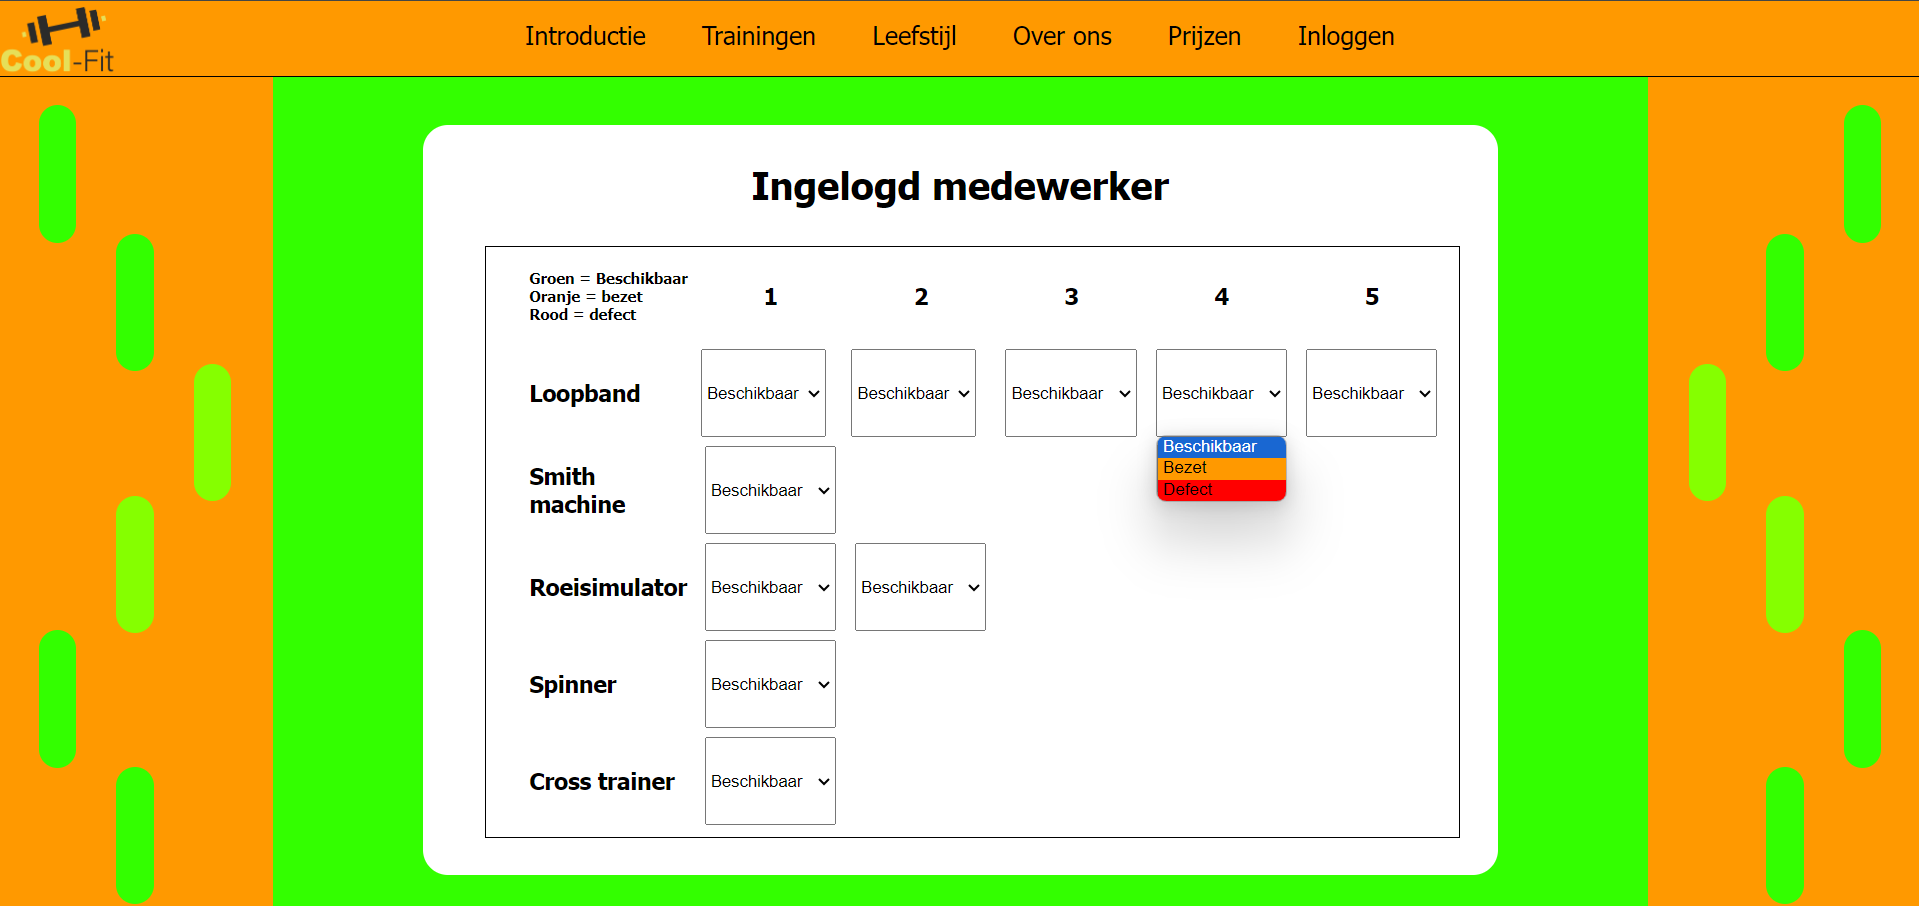 Cool-Fit
Introductie Trainingen Leefstijl Over ons Prijzen Inloggen
Ingelogd medewerker
Groen = Beschikbaar
Oranje = bezet
Rood = defect
1 2 3 4 5
Loopband Beschikbaar Beschikbaar Beschikbaar Beschikbaar Beschikbaar
Beschikbaar
Bezet
Defect
Smith
machine
Beschikbaar
Roeisimulator Beschikbaar Beschikbaar
Spinner Beschikbaar
Cross trainer Beschikbaar